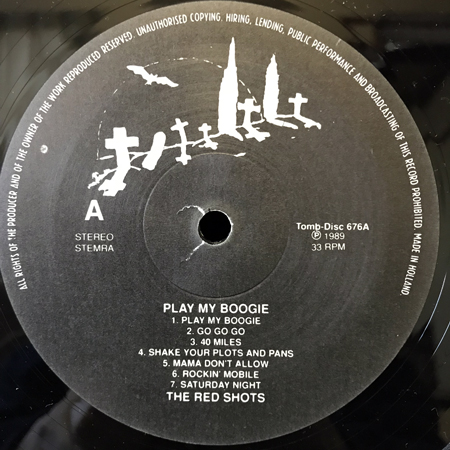 ALL RIGHTS OF THE PRODUCER AND OF THE OWNER OF THE WORK REPRODUCED RESERVED. UNAUTHORISED COPYING, HIRING, LENDING, PUBLIC PERFORMANCE AND BROADCASTING OF THIS RECORD PROHIBITED. MADE IN HOLLAND.
A
STEREO
STEMRA
Tomb-Disc 676A
Ⓟ 1989
33 RPM
PLAY MY BOOGIE
1. PLAY MY BOOGIE
2. GO GO GO
3. 40 MILES
4. SHAKE YOUR PLOTS AND PANS
5. MAMA DON'T ALLOW
6. ROCKIN' MOBILE
7. SATURDAY NIGHT
THE RED SHOTS